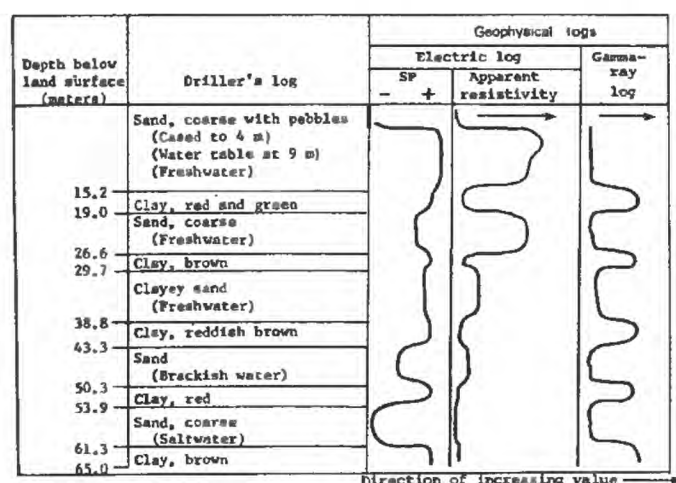 Geophysical logs
Depth below
land surface
(meters)
Driller's log
Electric log
Gamma-
ray
log
SP
- +
Apparent
resistivity
Sand, coarse with pebbles
(Cased to 4 m)
(Water table at 9 m)
(Freshwater)
15.2
Clay, red and green
19.0
Sand, coarse
(Freshwater)
26.6
Clay, brown
29.7
Clayey sand
(Freshwater)
38.8
Clay, reddish brown
43.3
Sand
(Brackish water)
50.3
Clay, red
53.9
Sand, coarse
(Saltwater)
61.3
Clay, brown
65.0
Direction of increasing value